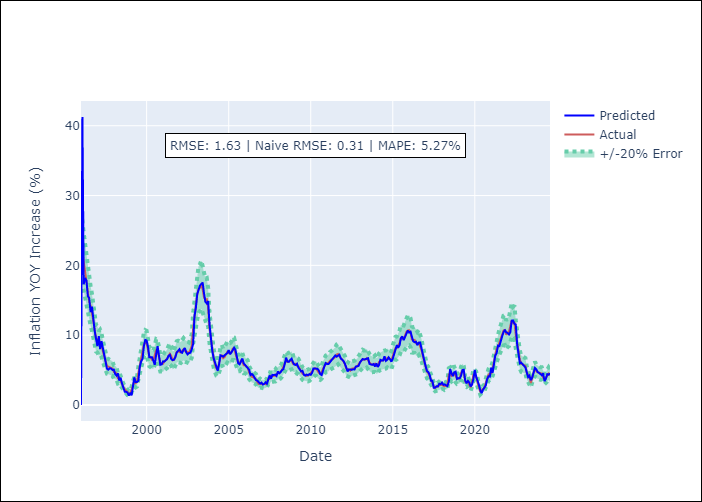 RMSE: 1.63 | Naive RMSE: 0.31 | MAPE: 5.27%
Predicted
Actual
+/-20% Error
Inflation YOY Increase (%)
40
30
20
10
0
2000
2005
2010
2015
2020
Date